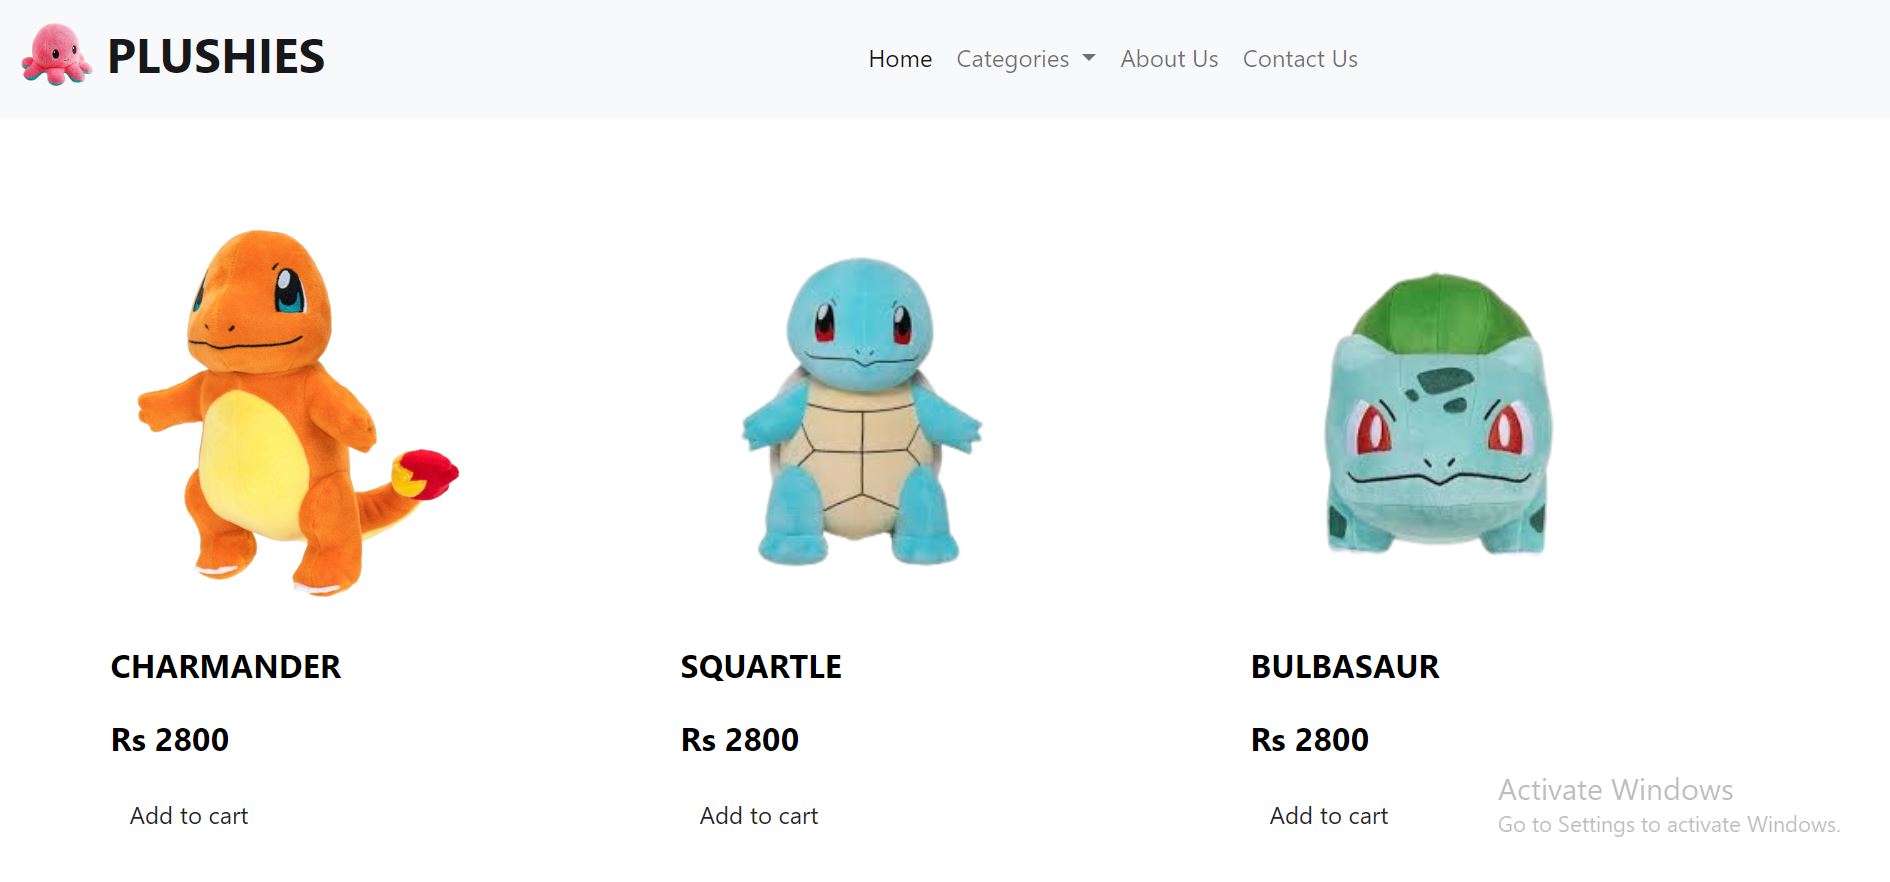 PLUSHIES
Home Categories About Us Contact Us
CHARMANDER
Rs 2800
Add to cart
SQUARTLE
Rs 2800
Add to cart
BULBASAUR
Rs 2800
Add to cart
Activate Windows
Go to Settings to activate Windows.